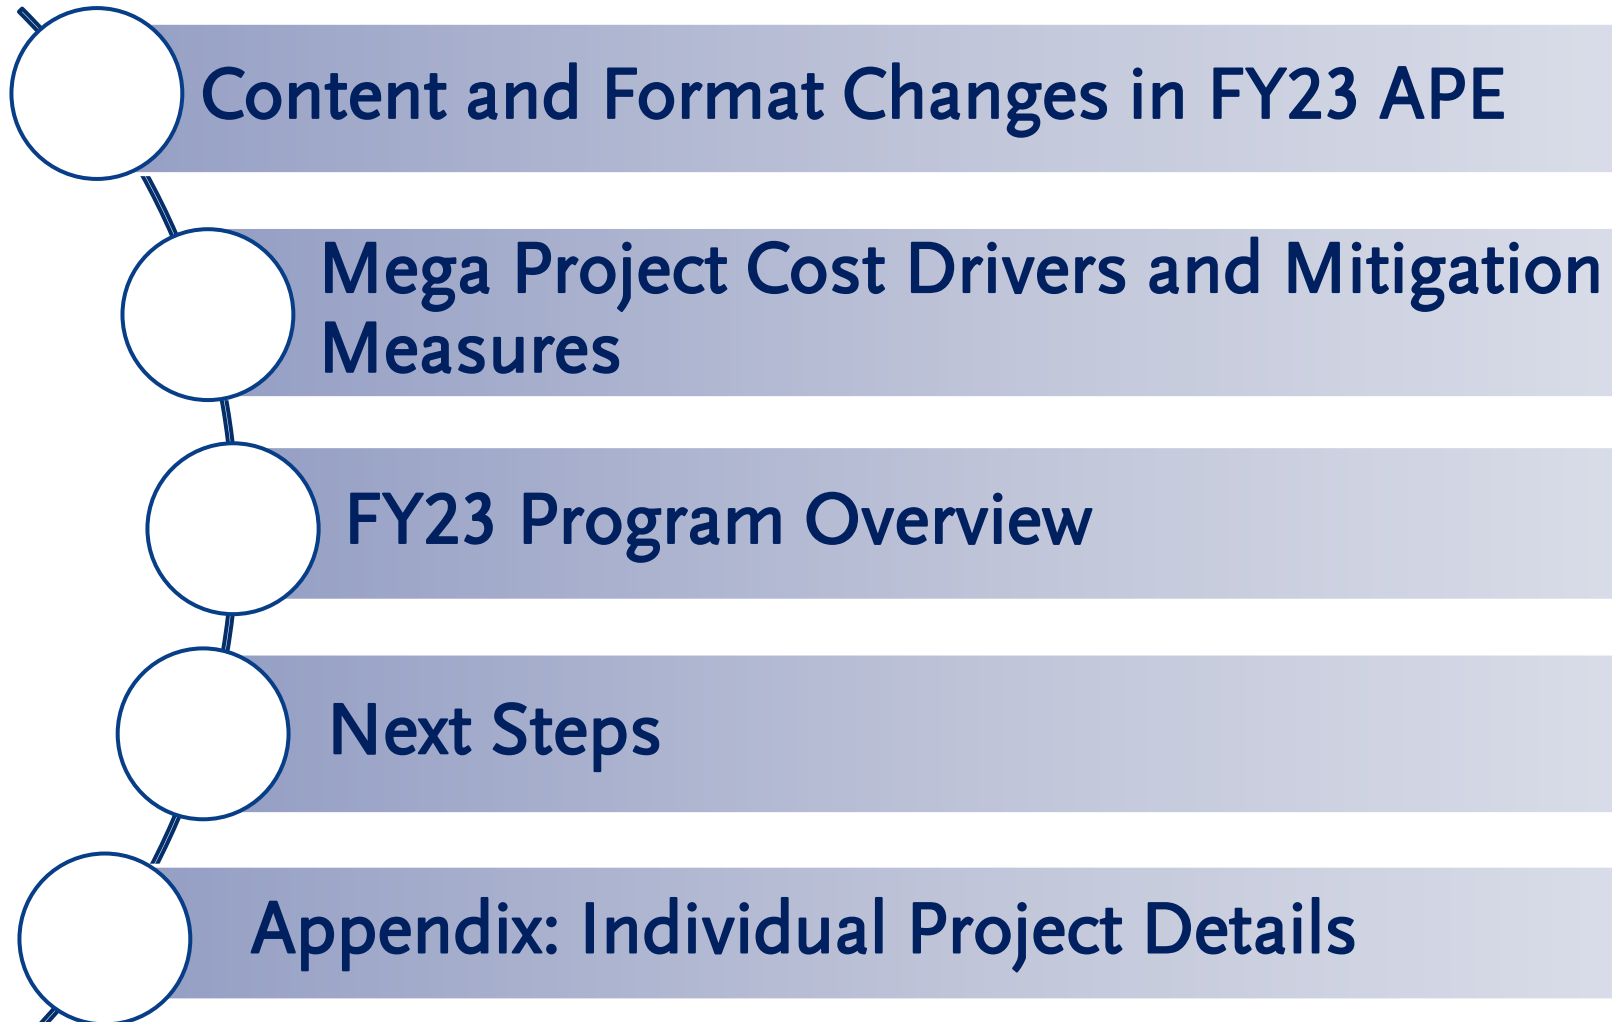 Content and Format Changes in FY23 APE
Mega Project Cost Drivers and Mitigation
Measures
FY23 Program Overview
Next Steps
Appendix: Individual Project Details